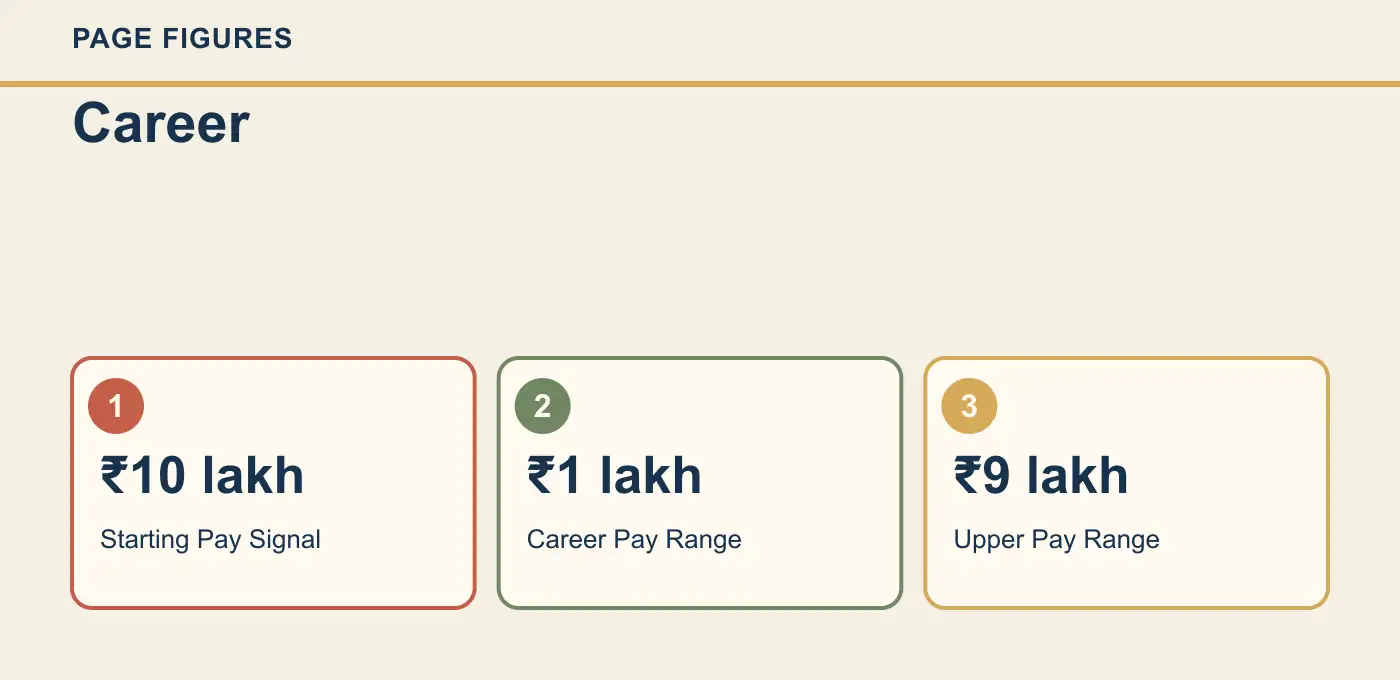 PAGE FIGURES
Career
1
₹10 lakh
Starting Pay Signal
2
₹1 lakh
Career Pay Range
3
₹9 lakh
Upper Pay Range